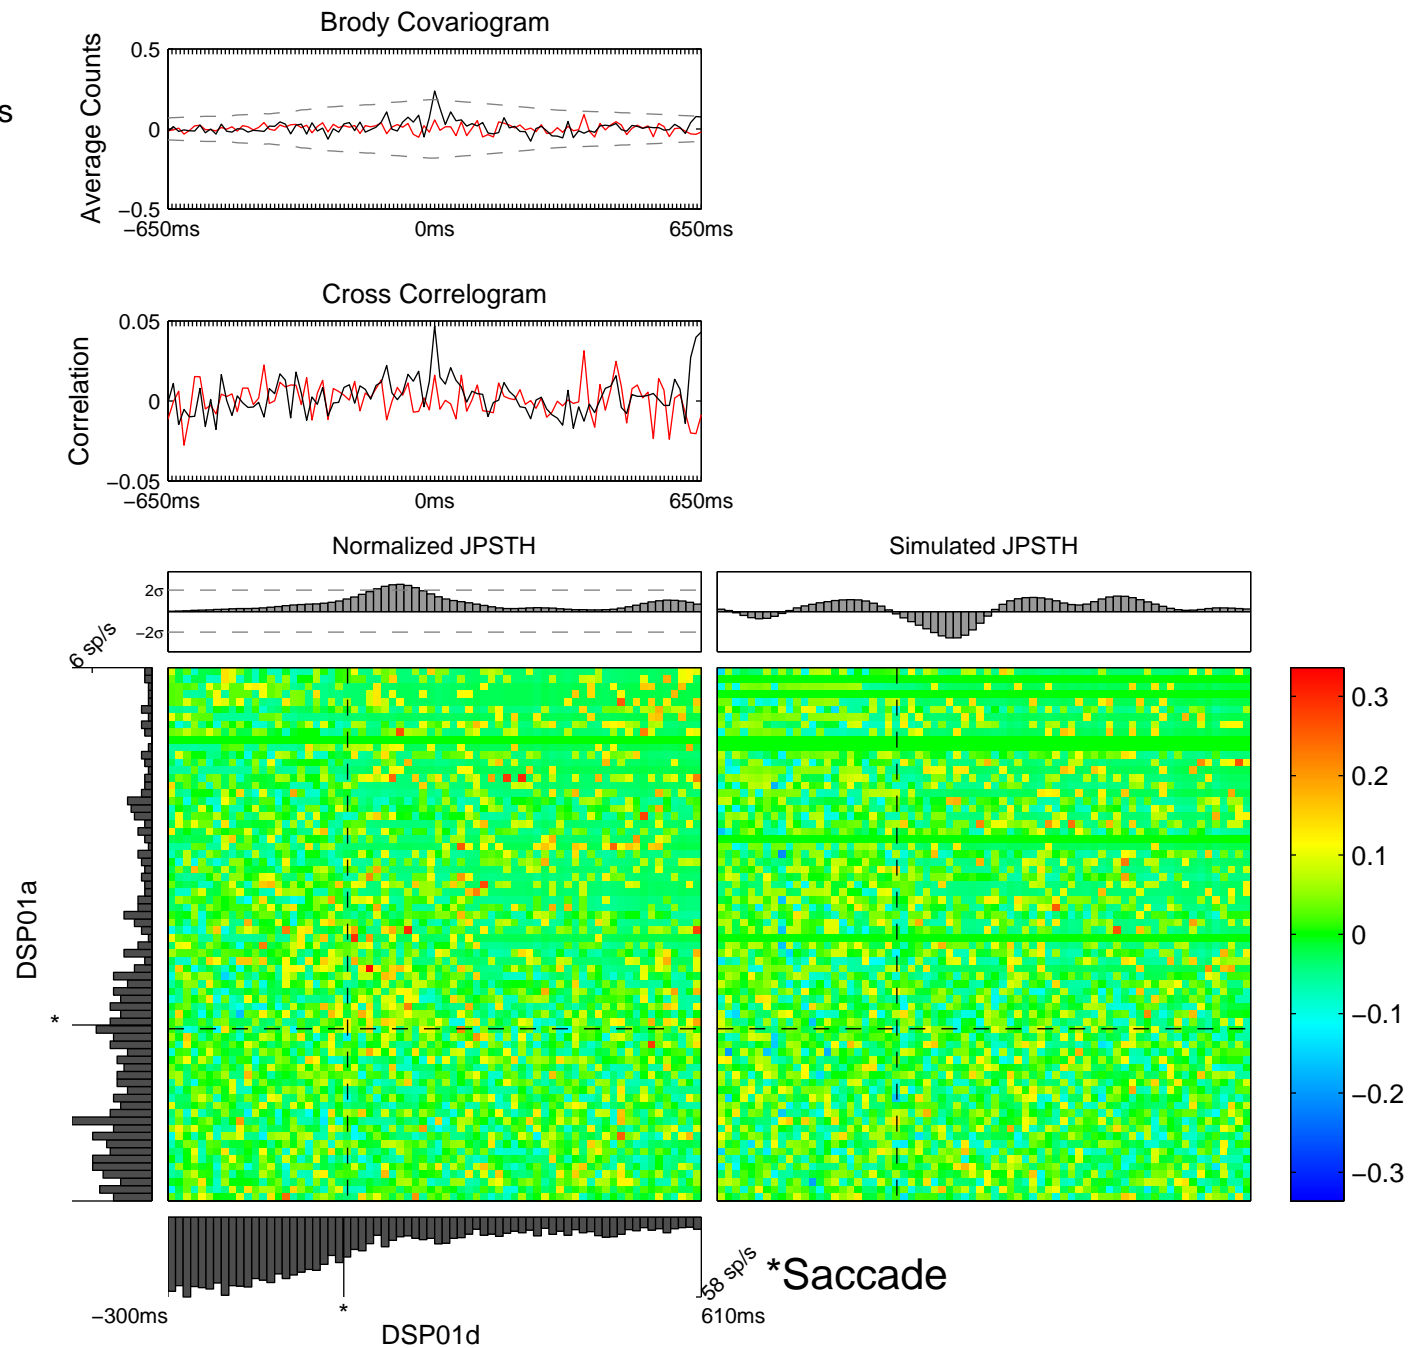 Brody Covariogram
s
Average Counts
0.5
0
−0.5
−650ms
0ms
650ms
Cross Correlogram
Correlation
0.05
0
−0.05
−650ms
0ms
650ms
Normalized JPSTH
Simulated JPSTH
2σ
−2σ
6 sp/s
DSP01a
*
0.3
0.2
0.1
0
−0.1
−0.2
−0.3
58 sp/s
*Saccade
−300ms
*
610ms
DSP01d